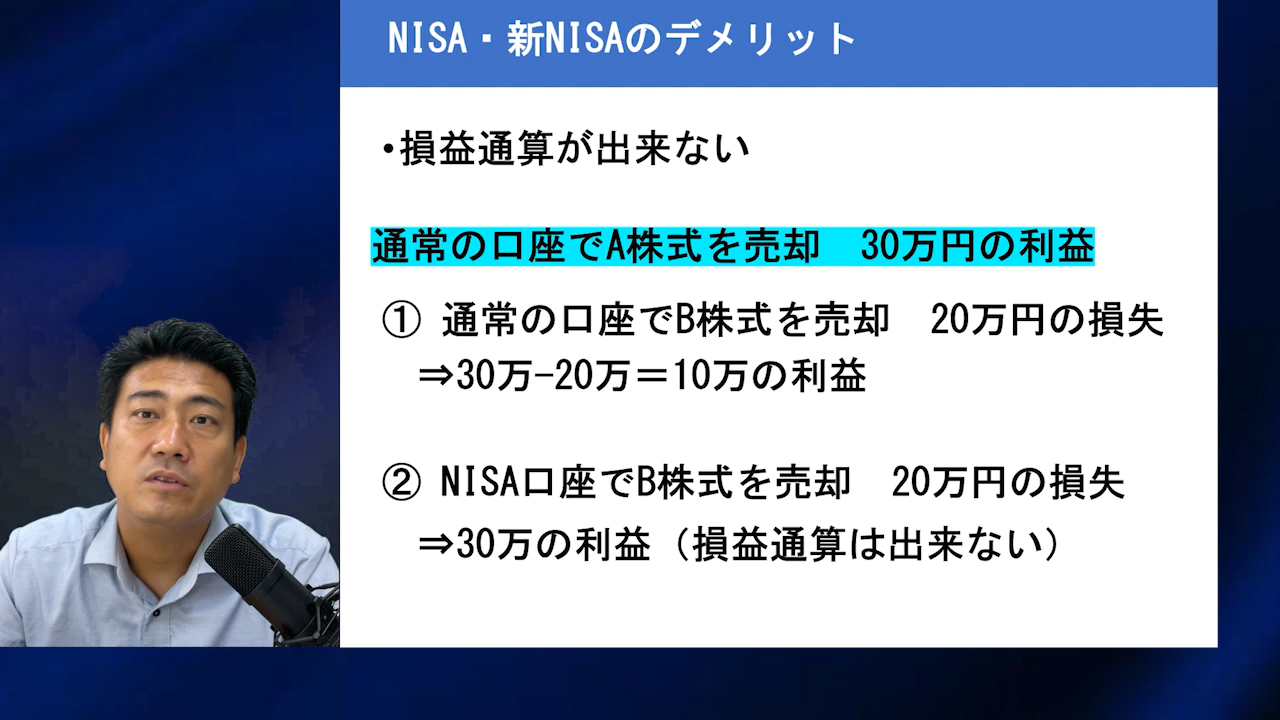 NISA・新NISAのデメリット
・損益通算が出来ない
通常の口座でA株式を売却　30万円の利益
① 通常の口座でB株式を売却　20万円の損失
⇒30万-20万＝10万の利益
② NISA口座でB株式を売却　20万円の損失
⇒30万の利益（損益通算は出来ない）